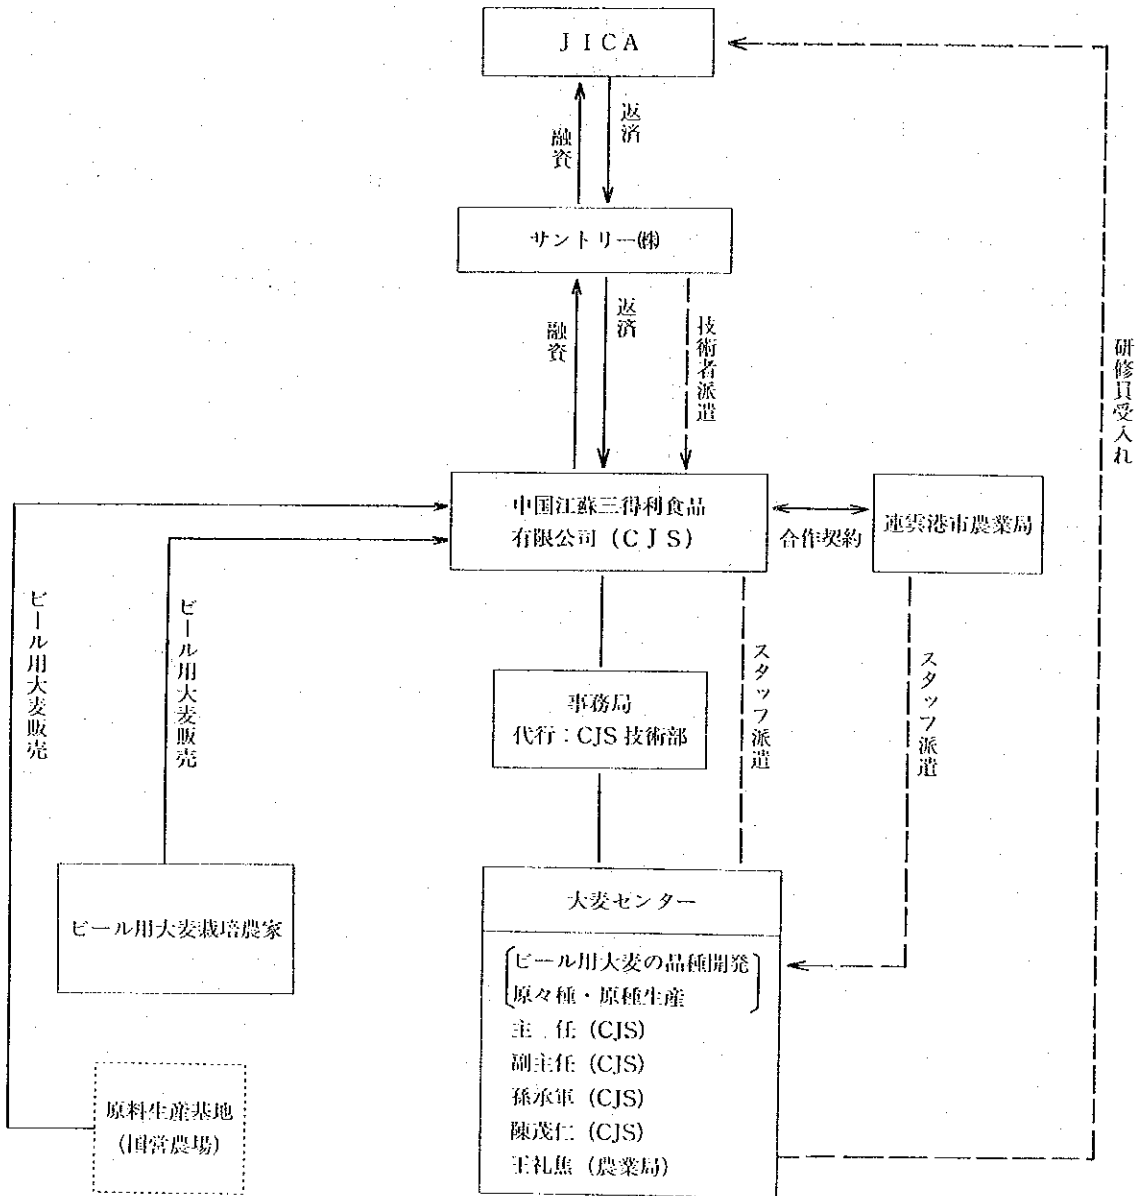 JICA
融資
返済
サントリー㈱
融資
返済
技術者派遣
研修員受入れ
中国江蘇三得利食品
有限公司(CJS)
合作契約
連雲港市農業局
ビール用大麦販売
ビール用大麦販売
事務局
代行：CJS技術部
スタッフ派遣
スタッフ派遣
ビール用大麦栽培農家
大麦センター
ビール用大麦の品種開発
原々種・原種生産
主 任 (CJS)
副主任 (CJS)
孫承軍 (CJS)
陳茂仁 (CJS)
王礼焦 (農業局)
原料生産基地
(国営農場)